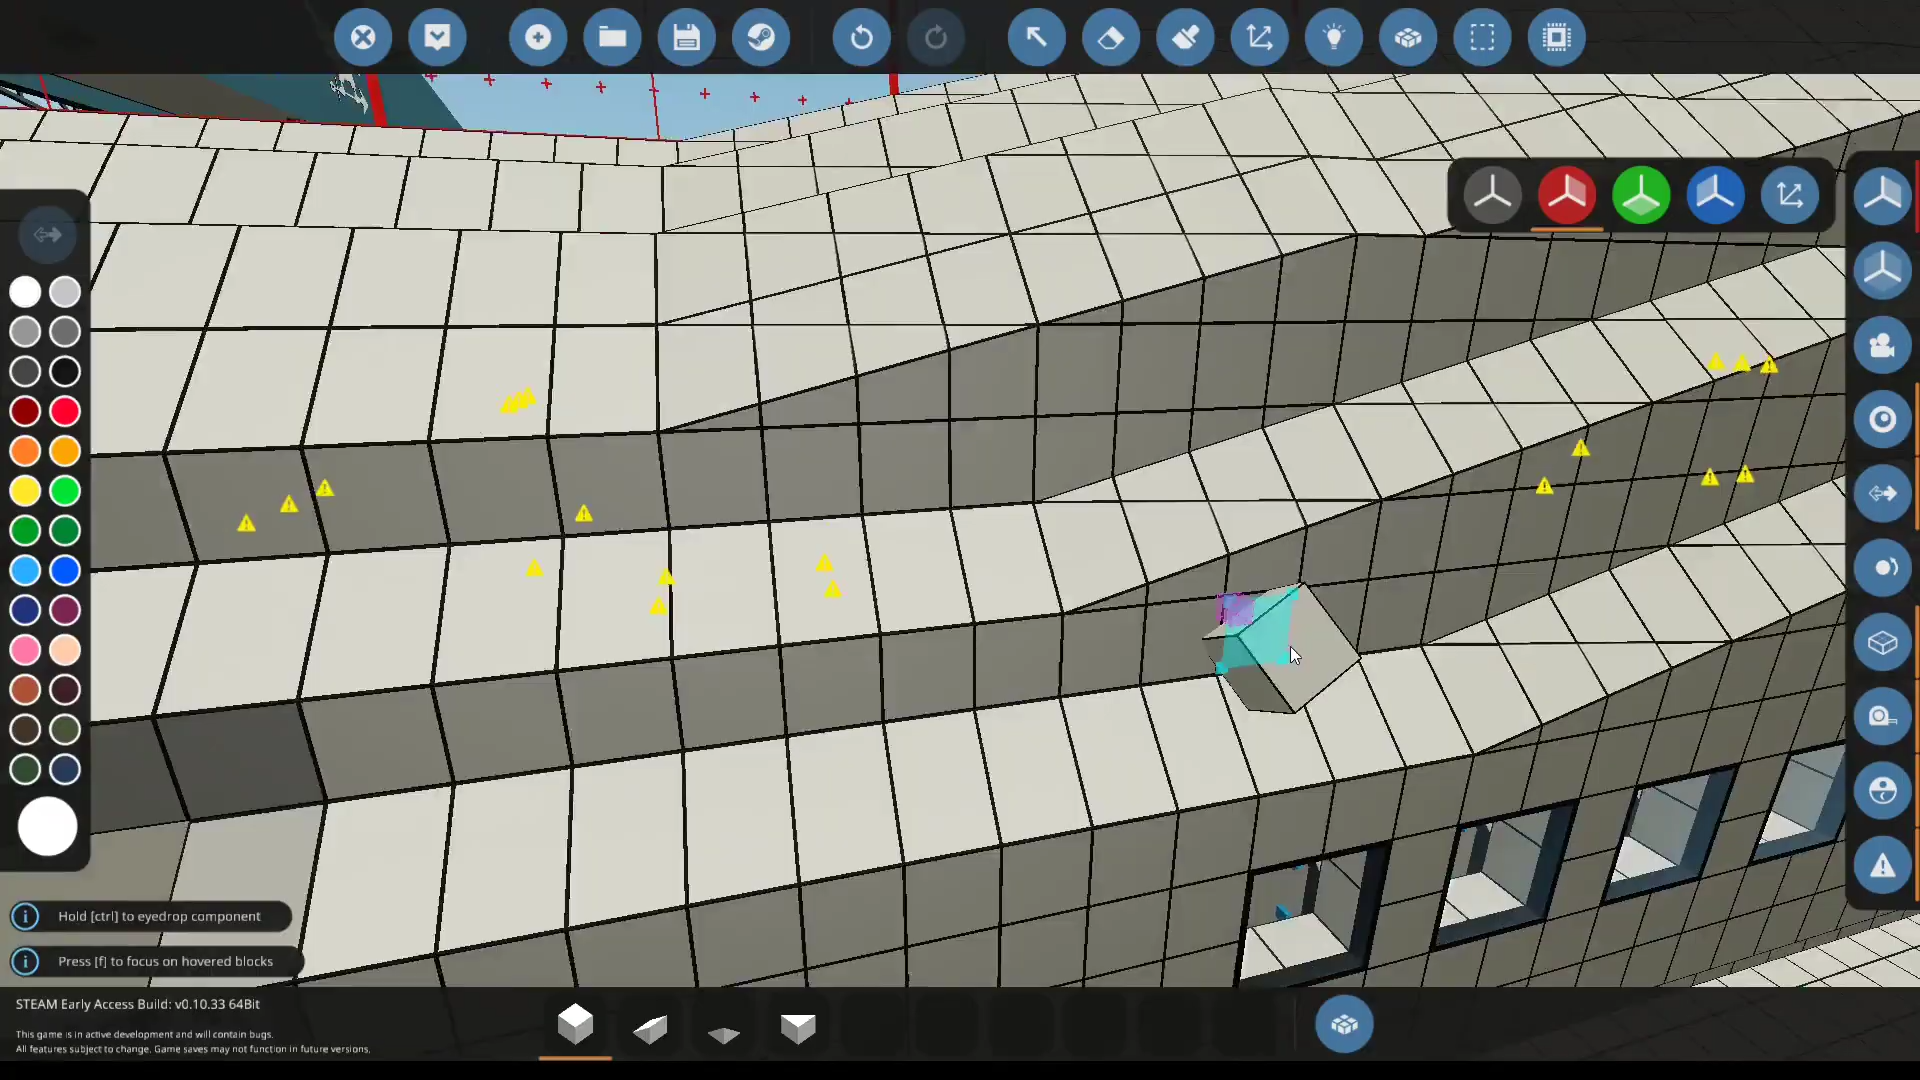 Hold [ctrl] to eyedrop component
Press [f] to focus on hovered blocks
STEAM Early Access Build: v0.10.33 64Bit
This game is in active development and will contain bugs.
All features subject to change. Game saves may not function in future versions.